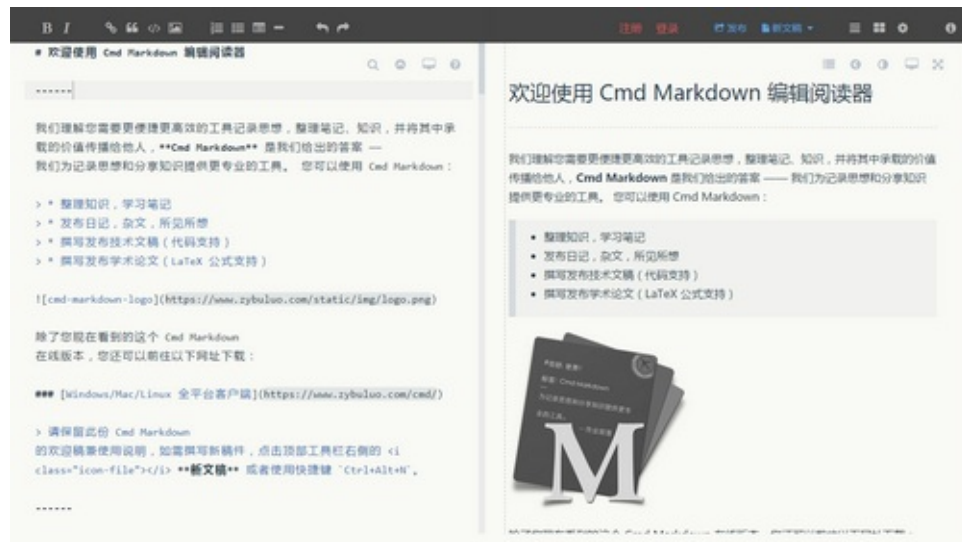 B I
注册 登录 发布 新文稿
# 欢迎使用 Cmd Markdown 编辑阅读器
------
我们理解您需要更便捷更高效的工具记录思想，整理笔记、知识，并将其中承
载的价值传播给他人，**Cmd Markdown** 是我们给出的答案 —
我们为记录思想和分享知识提供更专业的工具。 您可以使用 Cmd Markdown：
> * 整理知识，学习笔记
> * 发布日记，杂文，所见所想
> * 撰写发布技术文稿（代码支持）
> * 撰写发布学术论文（LaTeX 公式支持）
![cmd-markdown-logo](https://www.zybuluo.com/static/img/logo.png)
除了您现在看到的这个 Cmd Markdown
在线版本，您还可以前往以下网址下载：
### [Windows/Mac/Linux 全平台客户端](https://www.zybuluo.com/cmd/)
> 请保留此份 Cmd Markdown
的欢迎稿兼使用说明，如需撰写新稿件，点击顶部工具栏右侧的 <i
class="icon-file"></i> **新文稿** 或者使用快捷键 `Ctrl+Alt+N`。
------
欢迎使用 Cmd Markdown 编辑阅读器
我们理解您需要更便捷更高效的工具记录思想，整理笔记、知识，并将其中承载的价值
传播给他人，Cmd Markdown 是我们给出的答案 —— 我们为记录思想和分享知识
提供更专业的工具。 您可以使用 Cmd Markdown：
• 整理知识，学习笔记
• 发布日记，杂文，所见所想
• 撰写发布技术文稿（代码支持）
• 撰写发布学术论文（LaTeX 公式支持）
M